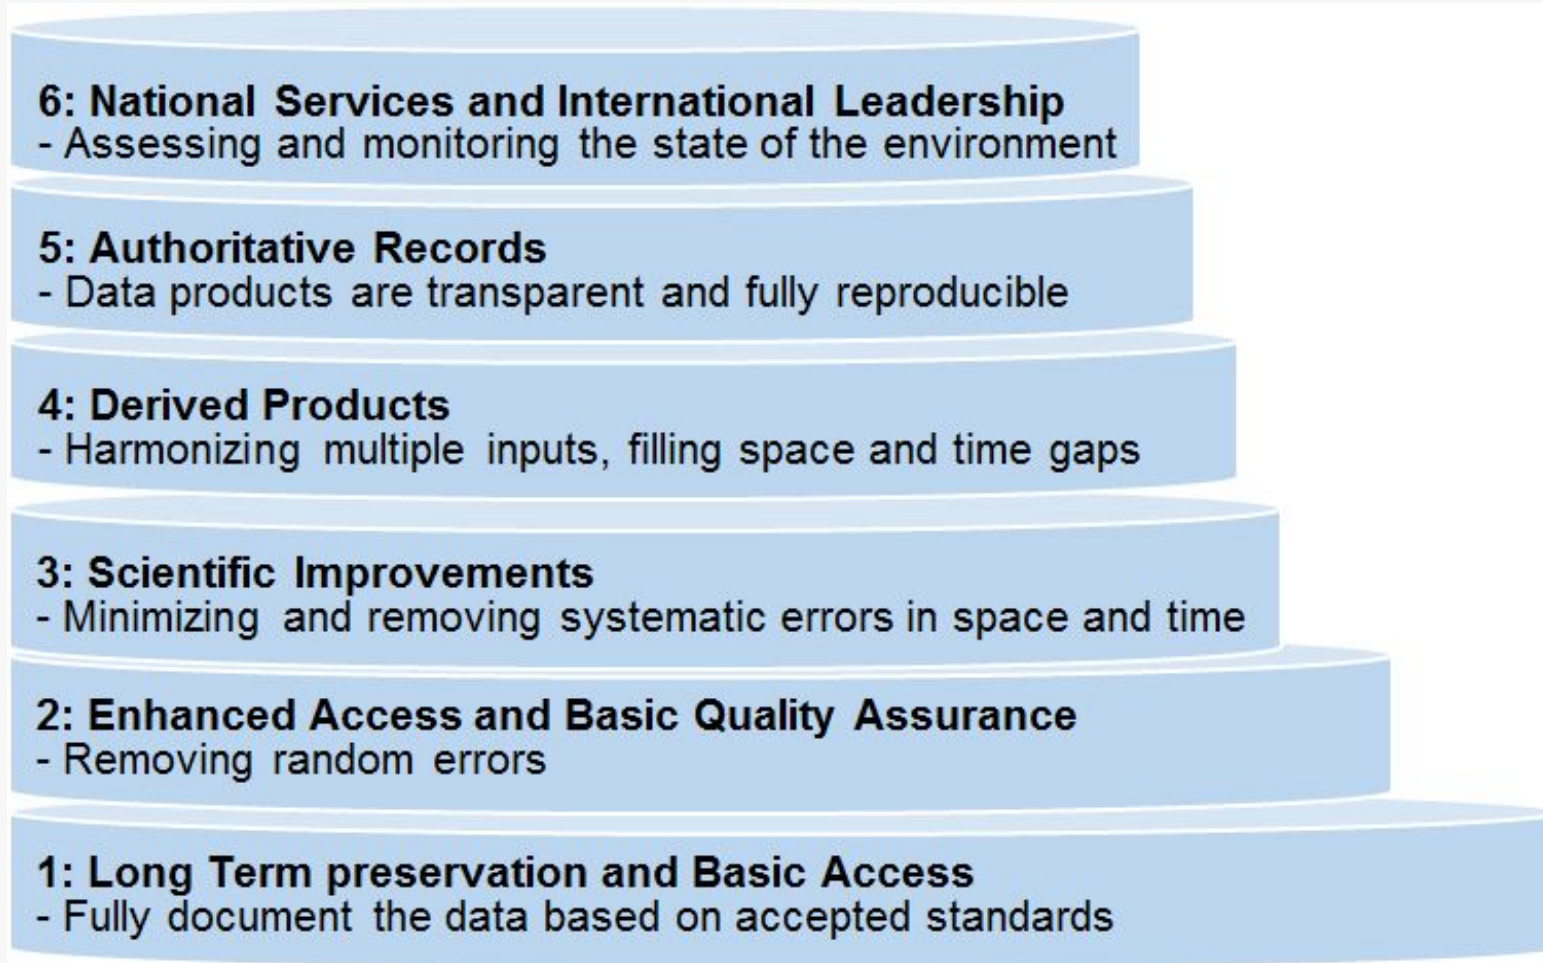 6: National Services and International Leadership
- Assessing and monitoring the state of the environment
5: Authoritative Records
- Data products are transparent and fully reproducible
4: Derived Products
- Harmonizing multiple inputs, filling space and time gaps
3: Scientific Improvements
- Minimizing and removing systematic errors in space and time
2: Enhanced Access and Basic Quality Assurance
- Removing random errors
1: Long Term preservation and Basic Access
- Fully document the data based on accepted standards